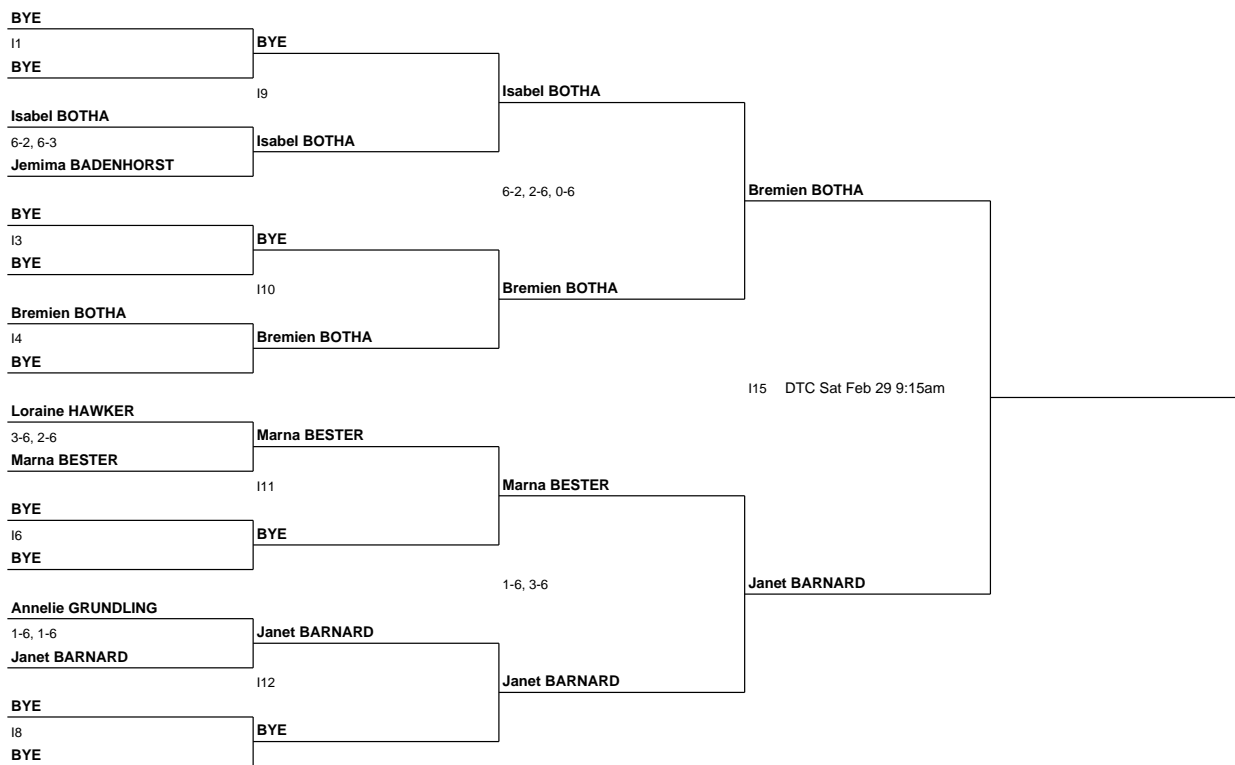 BYE
I1
BYE
BYE
I9
Isabel BOTHA
Isabel BOTHA
6-2, 6-3
Isabel BOTHA
Jemima BADENHORST
6-2, 2-6, 0-6
Bremien BOTHA
BYE
I3
BYE
BYE
I10
Bremien BOTHA
Bremien BOTHA
I4
Bremien BOTHA
BYE
I15 DTC Sat Feb 29 9:15am
Loraine HAWKER
3-6, 2-6
Marna BESTER
Marna BESTER
I11
Marna BESTER
BYE
I6
BYE
BYE
1-6, 3-6
Janet BARNARD
Annelie GRUNDLING
1-6, 1-6
Janet BARNARD
Janet BARNARD
I12
Janet BARNARD
BYE
I8
BYE
BYE